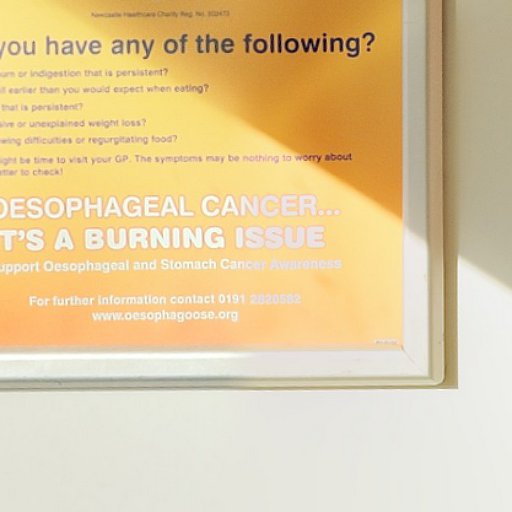 Newcastle Healthcare Charity Reg. No. 502473
you have any of the following?
urn or indigestion that is persistent?
ll earlier than you would expect when eating?
that is persistent?
sive or unexplained weight loss?
wing difficulties or regurgitating food?
ight be time to visit your GP. The symptoms may be nothing to worry about
etter to check!
OESOPHAGEAL CANCER...
T'S A BURNING ISSUE
upport Oesophageal and Stomach Cancer Awareness
For further information contact 0191 2820582
www.oesophagoose.org